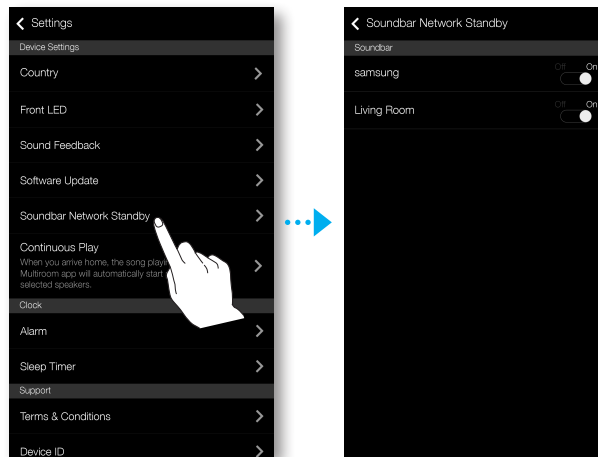 Settings
Device Settings
Country
Front LED
Sound Feedback
Software Update
Soundbar Network Standby
Continuous Play
When you arrive home, the song playi
Multiroom app will automatically start
selected speakers.
Clock
Alarm
Sleep Timer
Support
Terms & Conditions
Device ID
Soundbar Network Standby
Soundbar
samsung
Off On
Living Room
Off On